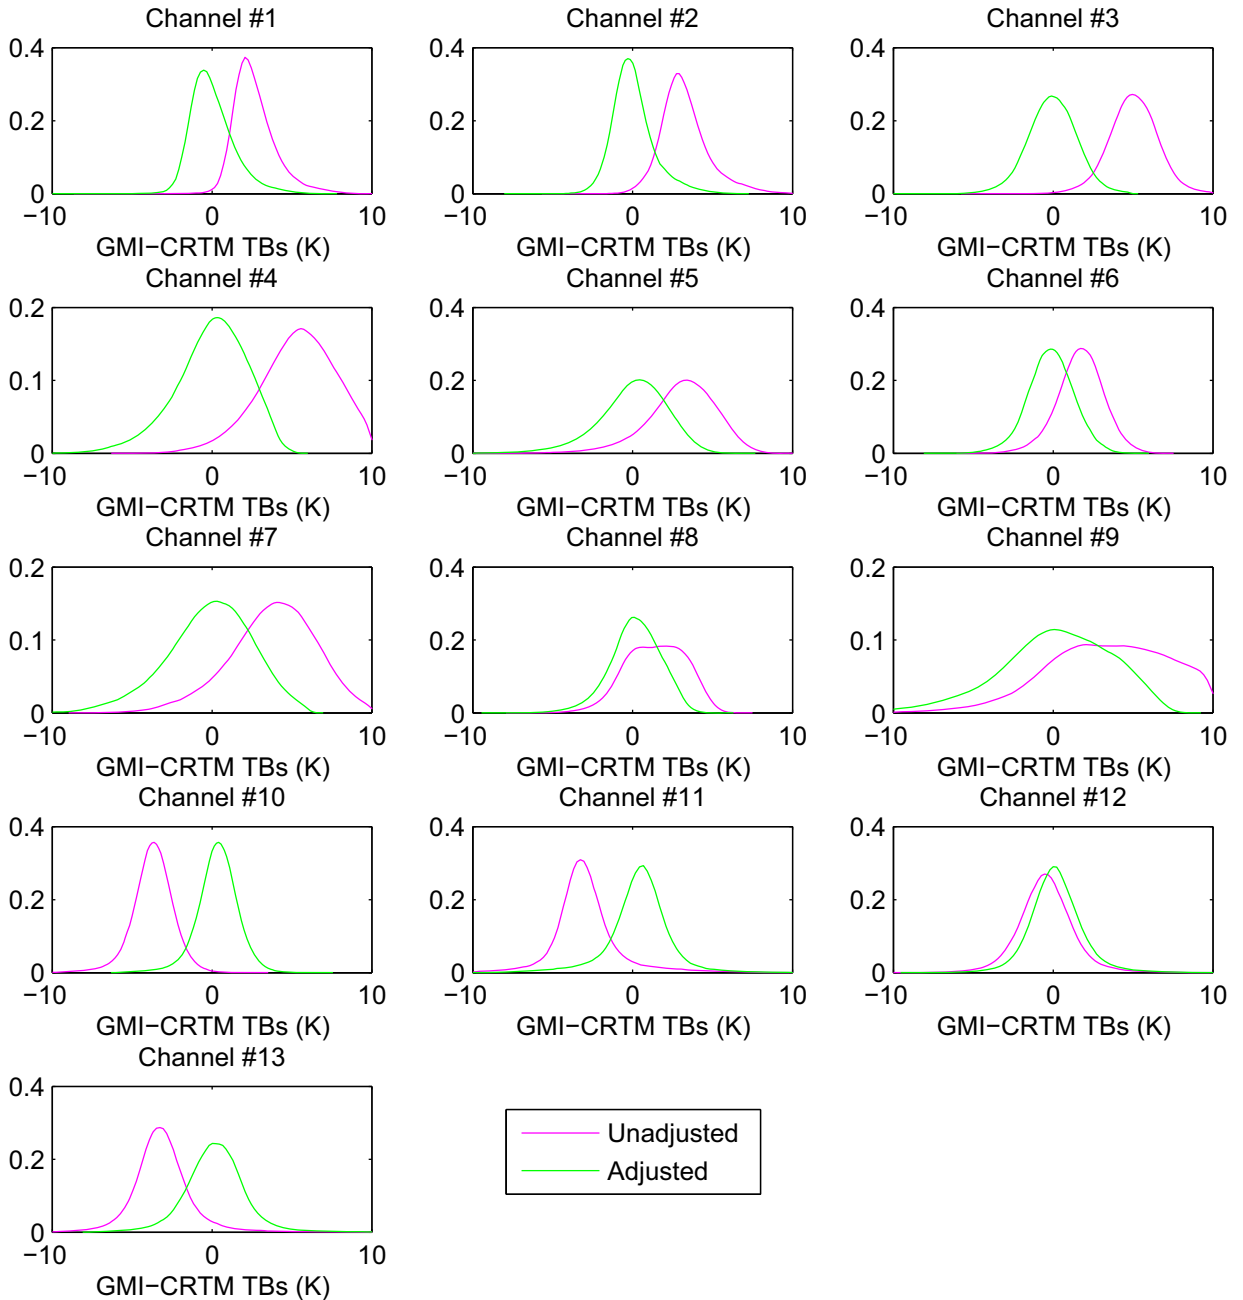 Channel #1
Channel #2
Channel #3
0.4
0.2
0
−10
0
10
GMI−CRTM TBs (K)
0.4
0.2
0
−10
0
10
GMI−CRTM TBs (K)
0.4
0.2
0
−10
0
10
GMI−CRTM TBs (K)
Channel #4
Channel #5
Channel #6
0.2
0.1
0
−10
0
10
GMI−CRTM TBs (K)
0.4
0.2
0
−10
0
10
GMI−CRTM TBs (K)
0.4
0.2
0
−10
0
10
GMI−CRTM TBs (K)
Channel #7
Channel #8
Channel #9
0.2
0.1
0
−10
0
10
GMI−CRTM TBs (K)
0.4
0.2
0
−10
0
10
GMI−CRTM TBs (K)
0.2
0.1
0
−10
0
10
GMI−CRTM TBs (K)
Channel #10
Channel #11
Channel #12
0.4
0.2
0
−10
0
10
GMI−CRTM TBs (K)
0.4
0.2
0
−10
0
10
GMI−CRTM TBs (K)
0.4
0.2
0
−10
0
10
GMI−CRTM TBs (K)
Channel #13
0.4
0.2
0
−10
0
10
GMI−CRTM TBs (K)
Unadjusted
Adjusted